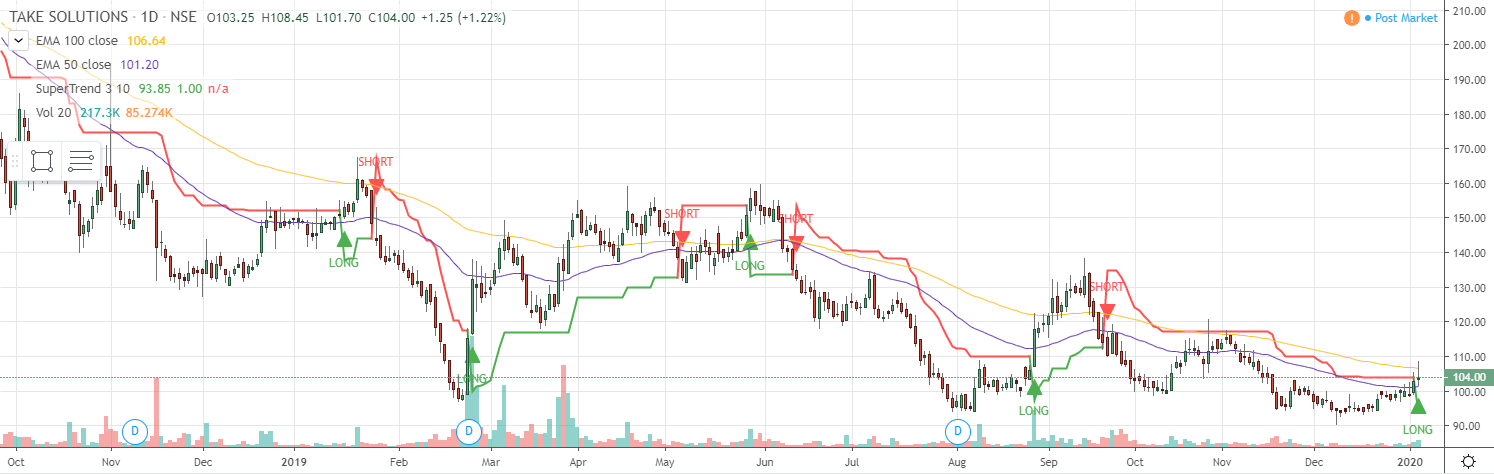 TAKE SOLUTIONS · 1D · NSE O103.25 H108.45 L101.70 C104.00 +1.25 (+1.22%)
! Post Market
EMA 100 close 106.64
EMA 50 close 101.20
SuperTrend 3 10 93.85 1.00 n/a
Vol 20 217.3K 85.274K
210.00
200.00
190.00
180.00
170.00
160.00
150.00
140.00
130.00
120.00
110.00
104.00
100.00
90.00
SHORT
LONG
LONG
SHORT
LONG
SHORT
LONG
SHORT
LONG
D
D
D
Oct Nov Dec 2019 Feb Mar Apr May Jun Jul Aug Sep Oct Nov Dec 2020